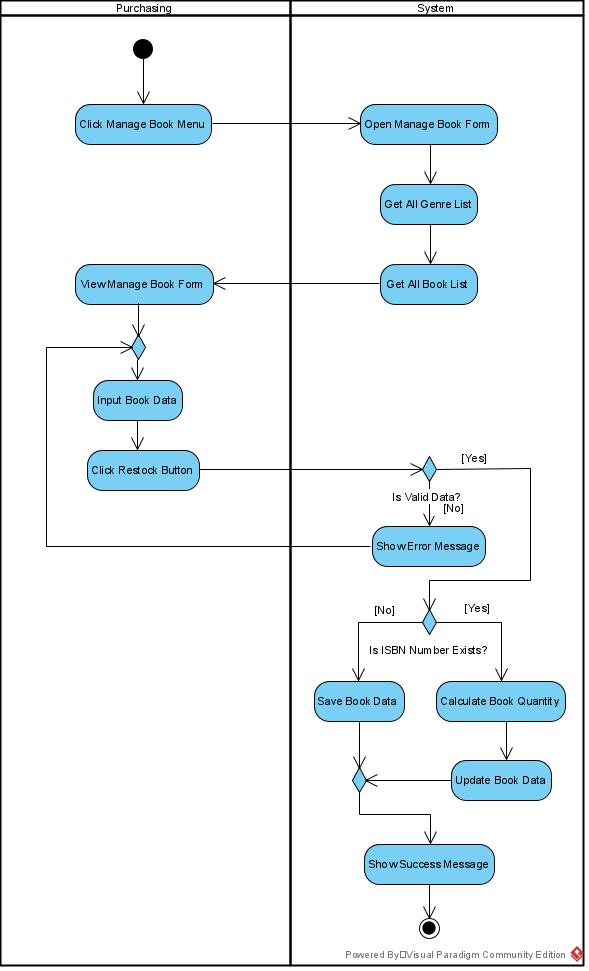 Purchasing
System
Click Manage Book Menu
Open Manage Book Form
Get All Genre List
Get All Book List
View Manage Book Form
Input Book Data
Click Restock Button
[Yes]
Is Valid Data?
[No]
Show Error Message
[No]
[Yes]
Is ISBN Number Exists?
Save Book Data
Calculate Book Quantity
Update Book Data
Show Success Message
Powered By□Visual Paradigm Community Edition